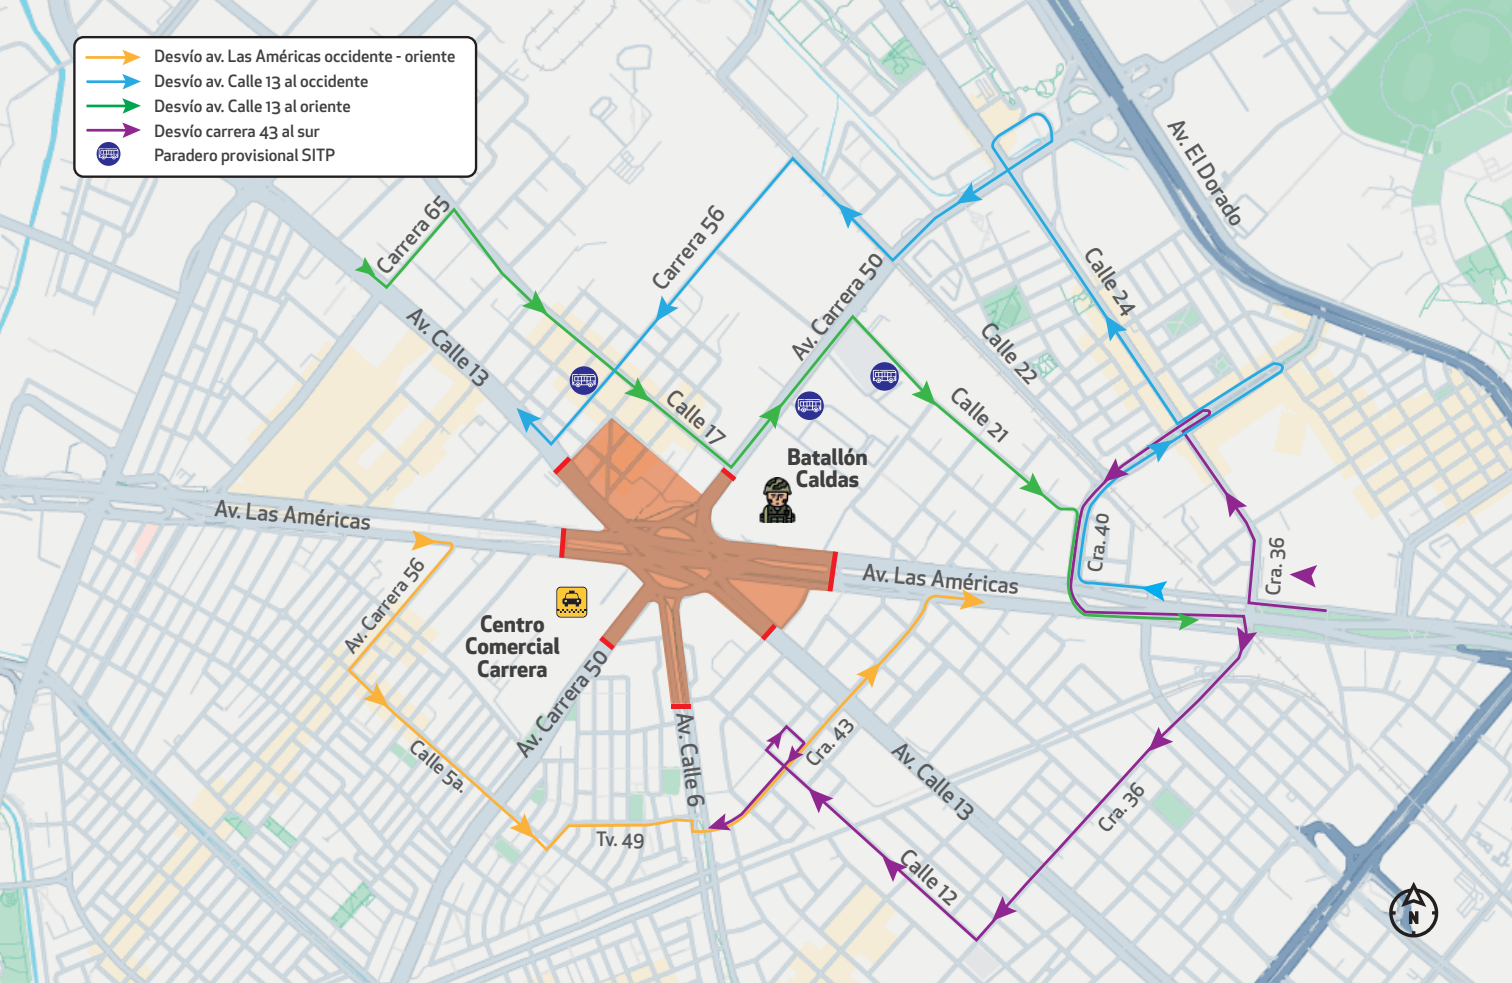 Desvío av. Las Américas occidente - oriente
Desvío av. Calle 13 al occidente
Desvío av. Calle 13 al oriente
Desvío carrera 43 al sur
Paradero provisional SITP
Av. El Dorado
Carrera 65
Carrera 56
Av. Carrera 50
Calle 24
Av. Calle 13
Calle 22
Calle 17
Calle 21
Batallón
Caldas
Av. Las Américas
Cra. 40
Cra. 36
Av. Las Américas
Av. Carrera 56
Centro
Comercial
Carrera
Av. Carrera 50
Av. Calle 6
Cra. 43
Av. Calle 13
Calle 5a.
Cra. 36
Tv. 49
Calle 12
N